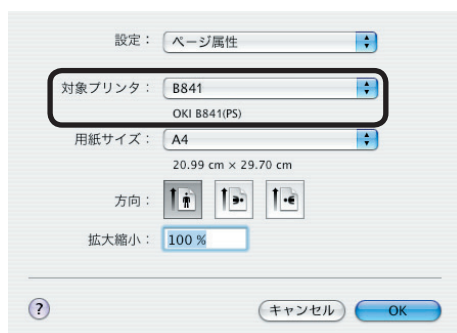 設定： ページ属性
対象プリンタ： B841
OKI B841(PS)
用紙サイズ： A4
20.99 cm × 29.70 cm
方向：
拡大縮小： 100 %
? キャンセル OK